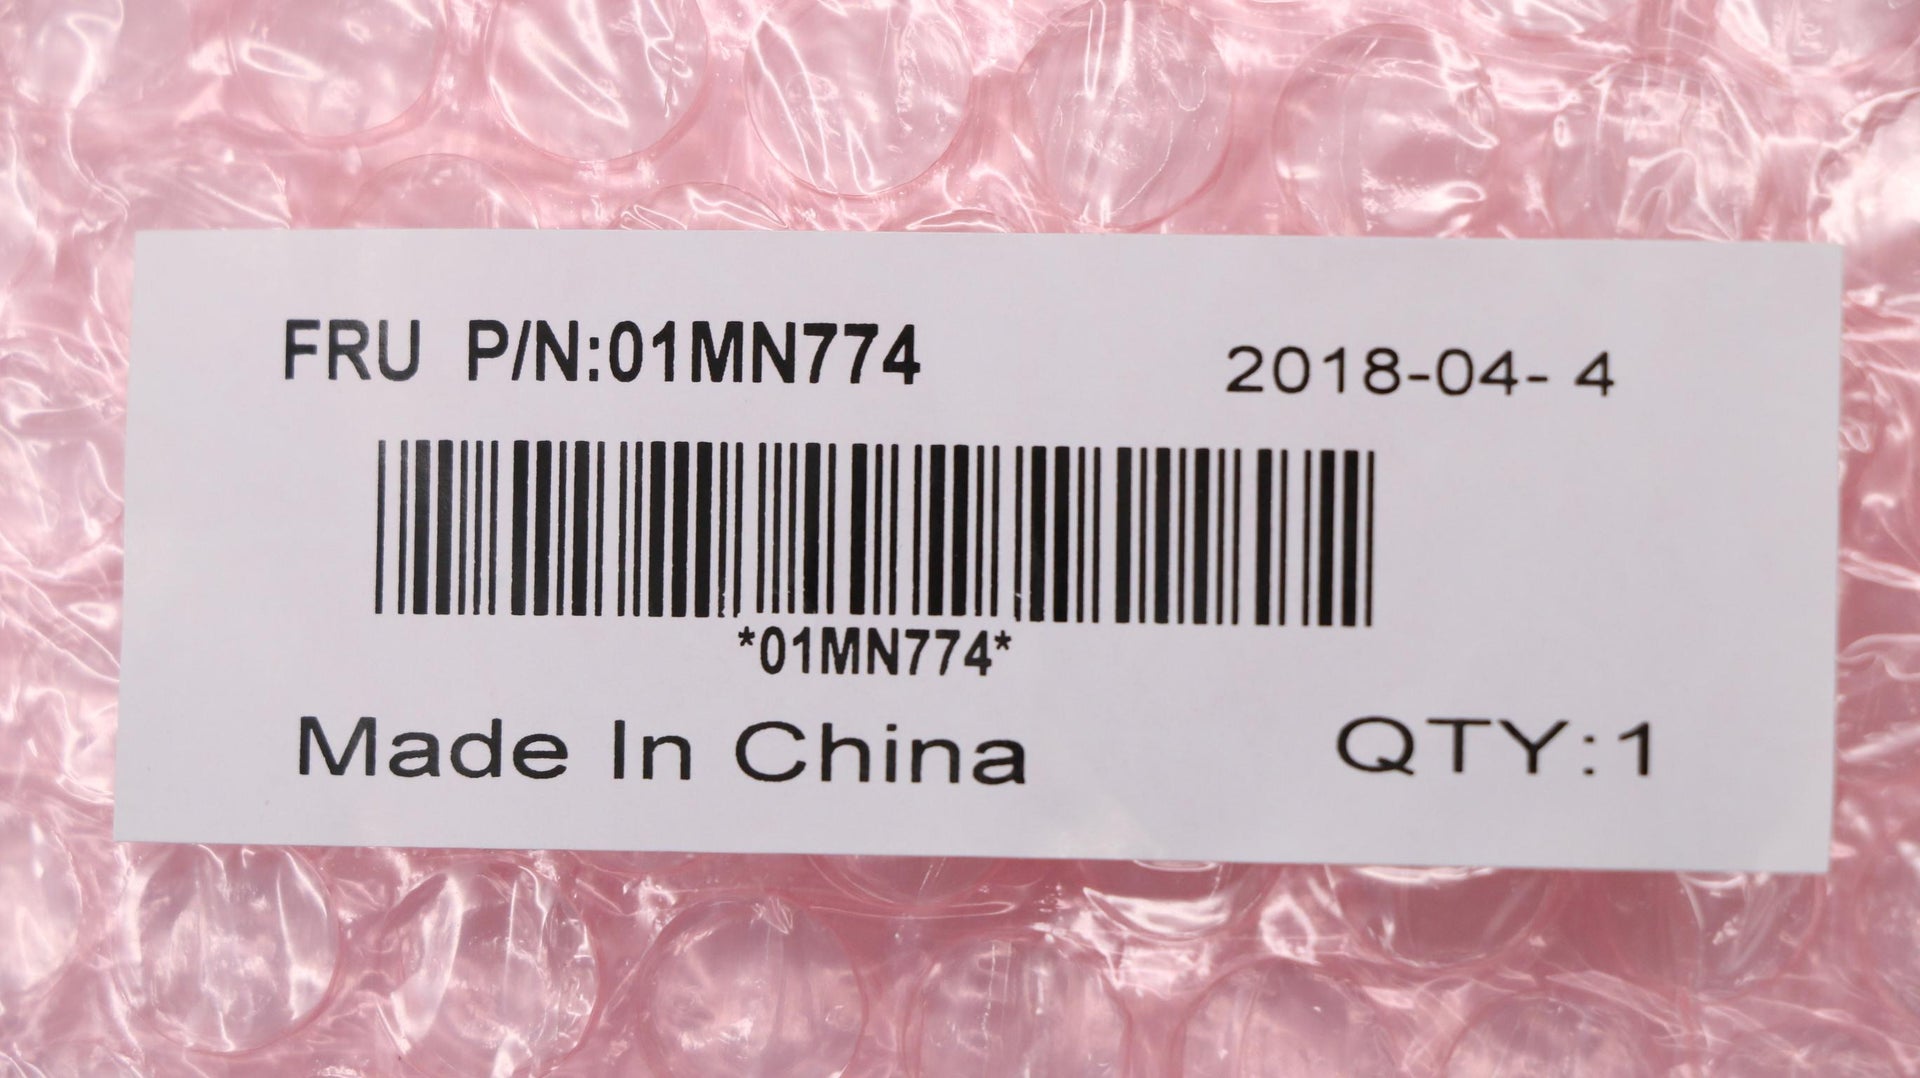 FRU P/N:01MN774
2018-04- 4
*01MN774*
Made In China
QTY:1